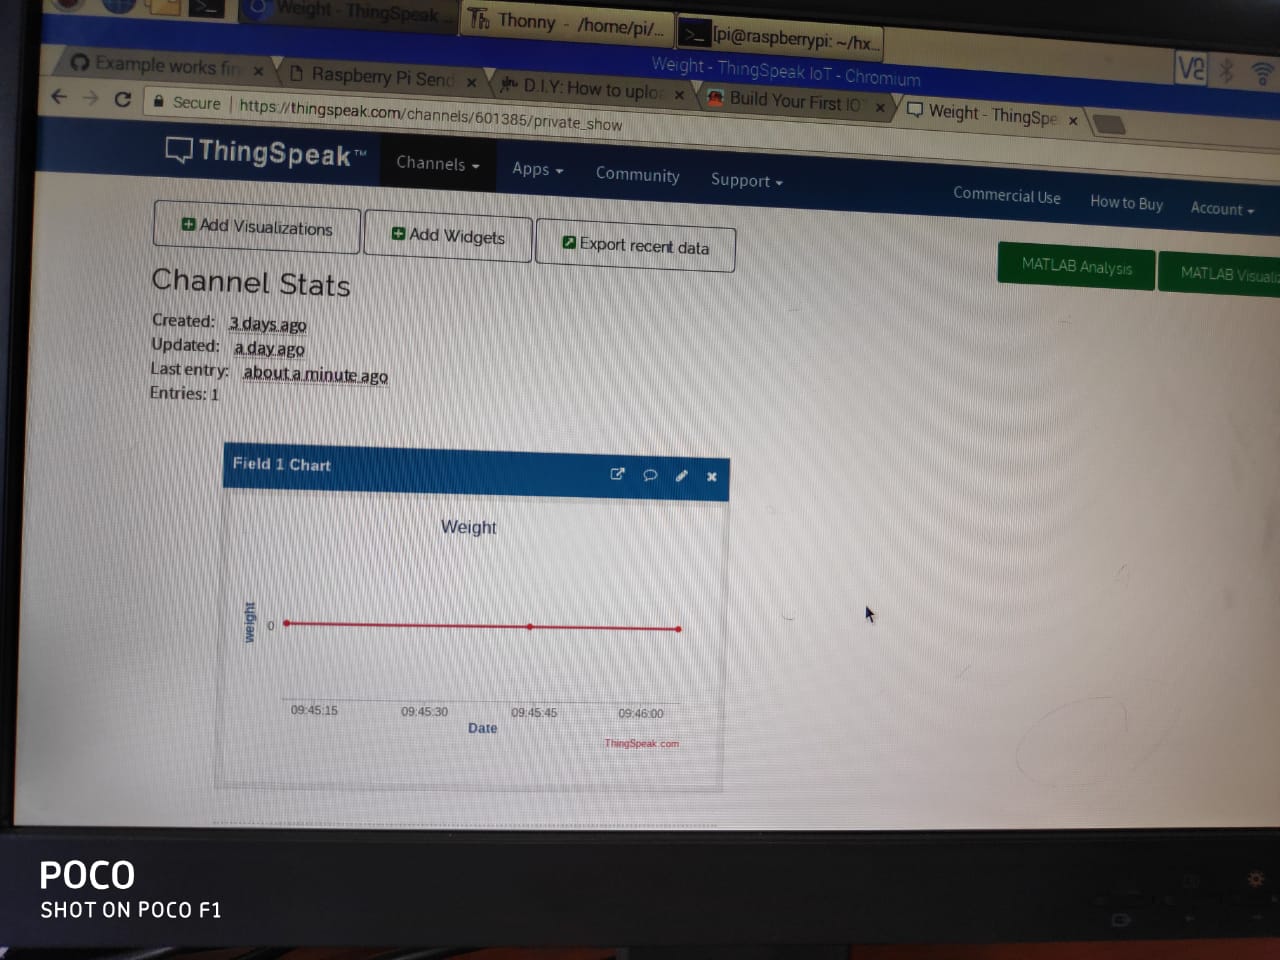 Weight - ThingSpeak ...
Thonny - /home/pi/...
[pi@raspberrypi: ~/hx...
Weight - ThingSpeak IoT - Chromium
V2
Example works fin
Raspberry Pi Send
D.I.Y: How to uploa
Build Your First IO
Weight - ThingSpe
Secure | https://thingspeak.com/channels/601385/private_show
ThingSpeak™
Channels
Apps
Community
Support
Commercial Use
How to Buy
Account
Add Visualizations
Add Widgets
Export recent data
MATLAB Analysis
MATLAB Visuali
Channel Stats
Created: 3 days ago
Updated: a day ago
Last entry: about a minute ago
Entries: 1
Field 1 Chart
Weight
weight
0
09:45:15
09:45:30
09:45:45
09:46:00
Date
ThingSpeak.com
POCO
SHOT ON POCO F1